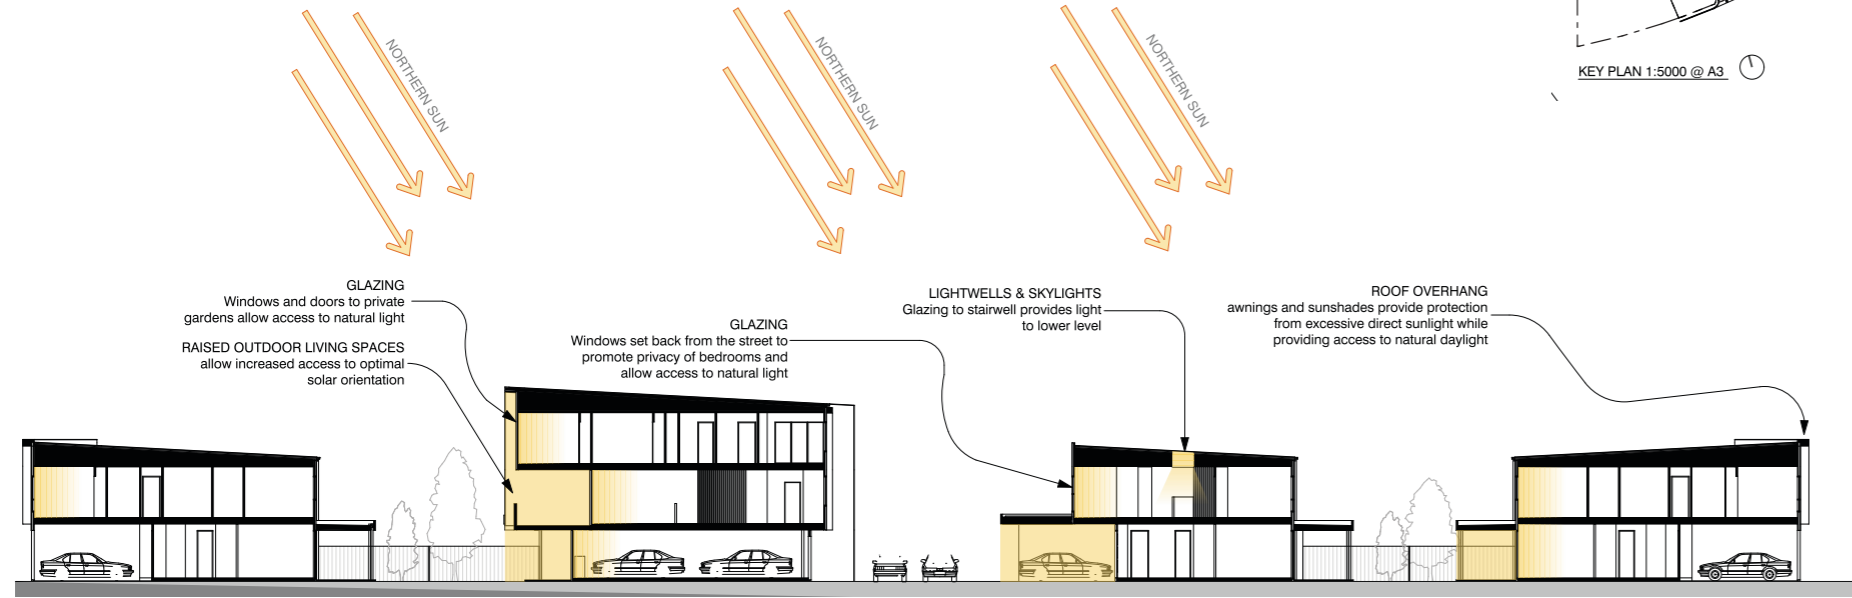 NORTHERN SUN
NORTHERN SUN
NORTHERN SUN
KEY PLAN 1:5000 @ A3
GLAZING
Windows and doors to private
gardens allow access to natural light
RAISED OUTDOOR LIVING SPACES
allow increased access to optimal
solar orientation
GLAZING
Windows set back from the street to
promote privacy of bedrooms and
allow access to natural light
LIGHTWELLS & SKYLIGHTS
Glazing to stairwell provides light
to lower level
ROOF OVERHANG
awnings and sunshades provide protection
from excessive direct sunlight while
providing access to natural daylight